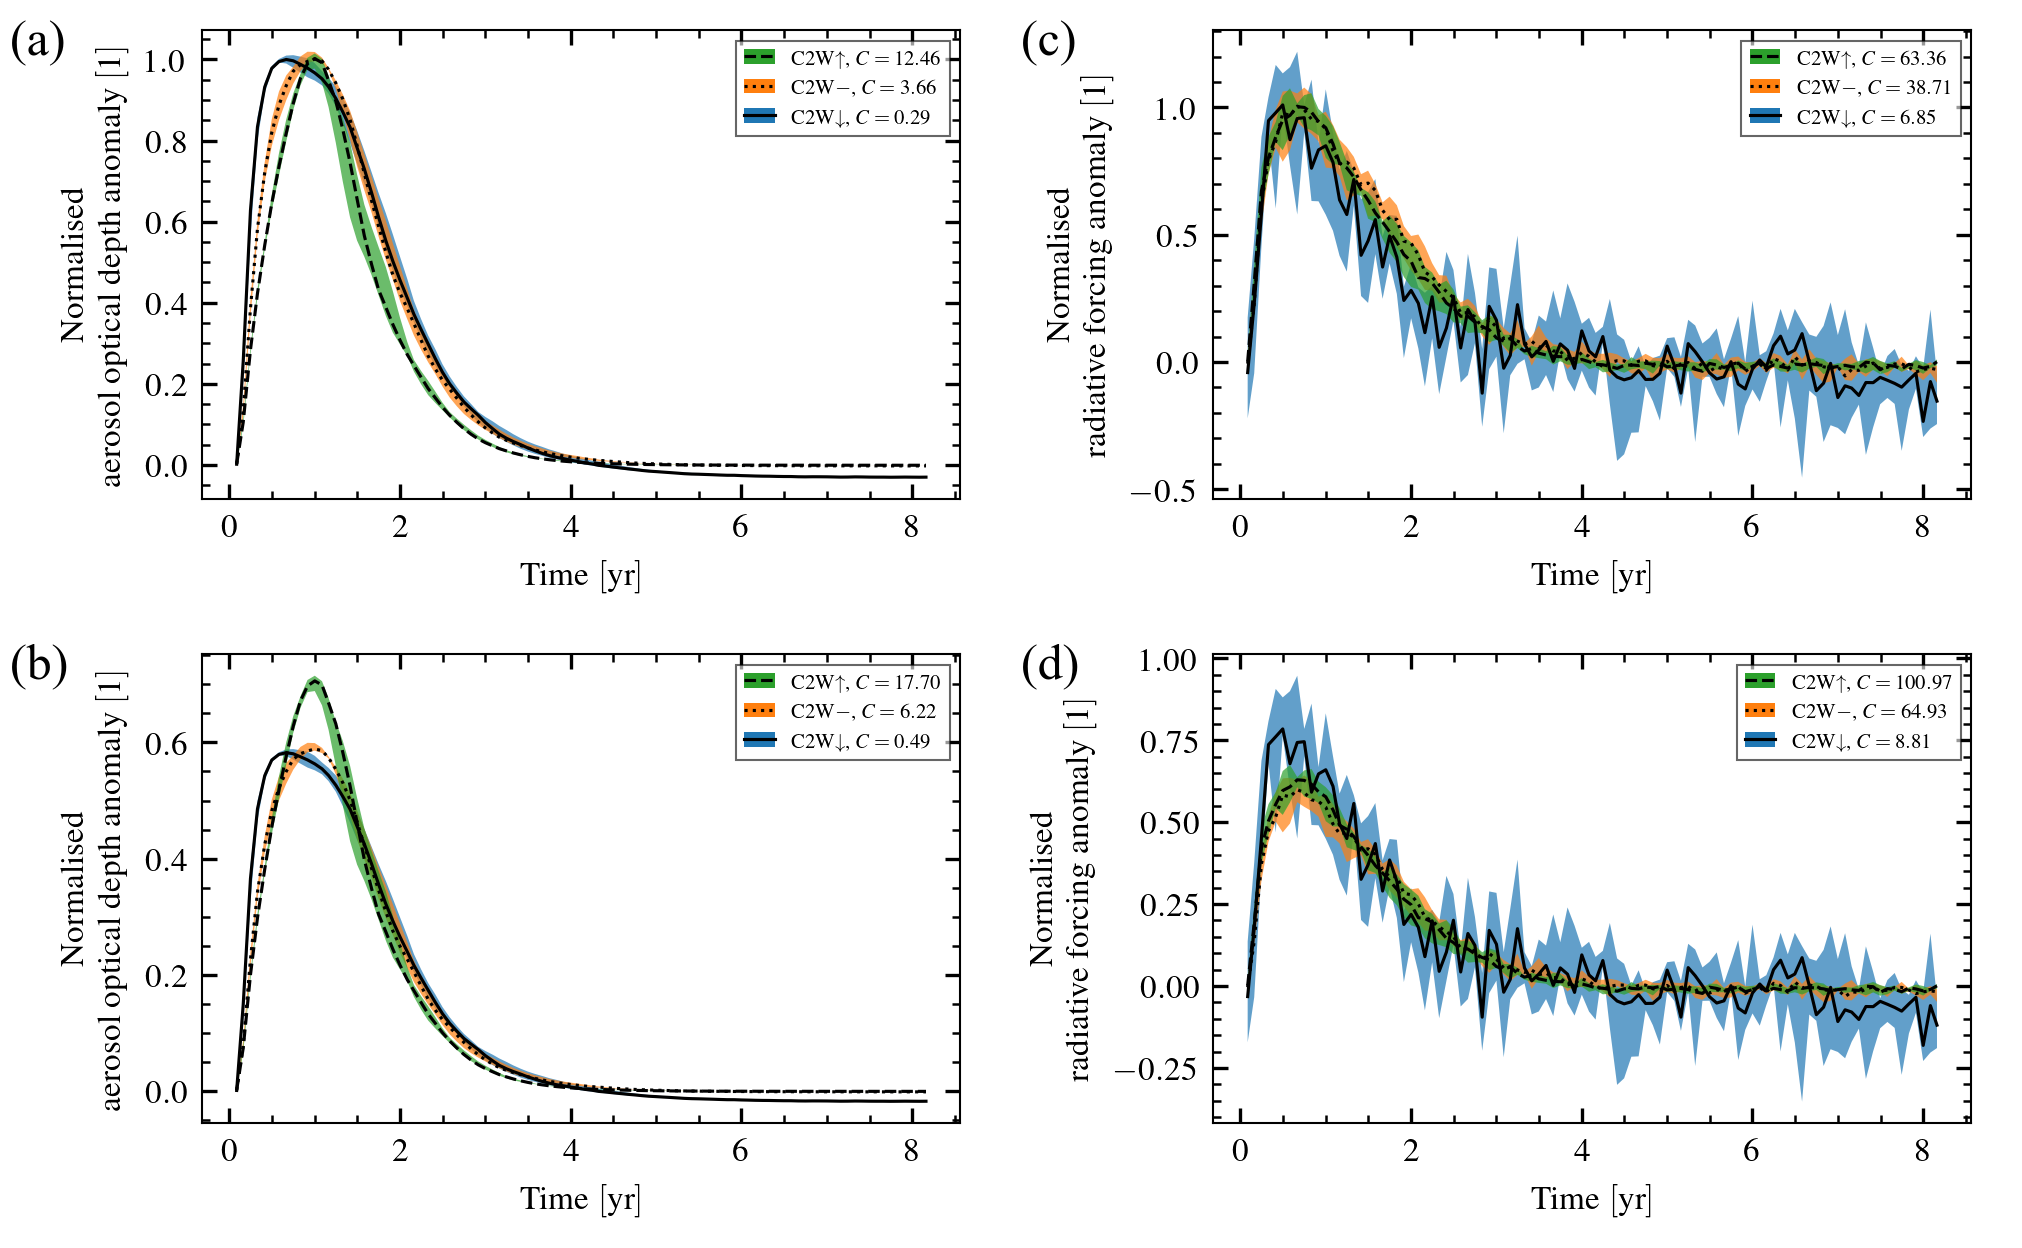 (a)
Normalised
aerosol optical depth anomaly [1]
1.0
0.8
0.6
0.4
0.2
0.0
C2W↑, C = 12.46
C2W−, C = 3.66
C2W↓, C = 0.29
0 2 4 6 8
Time [yr]
(c)
Normalised
radiative forcing anomaly [1]
1.0
0.5
0.0
−0.5
C2W↑, C = 63.36
C2W−, C = 38.71
C2W↓, C = 6.85
0 2 4 6 8
Time [yr]
(b)
Normalised
aerosol optical depth anomaly [1]
0.6
0.4
0.2
0.0
C2W↑, C = 17.70
C2W−, C = 6.22
C2W↓, C = 0.49
0 2 4 6 8
Time [yr]
(d)
Normalised
radiative forcing anomaly [1]
1.00
0.75
0.50
0.25
0.00
−0.25
C2W↑, C = 100.97
C2W−, C = 64.93
C2W↓, C = 8.81
0 2 4 6 8
Time [yr]